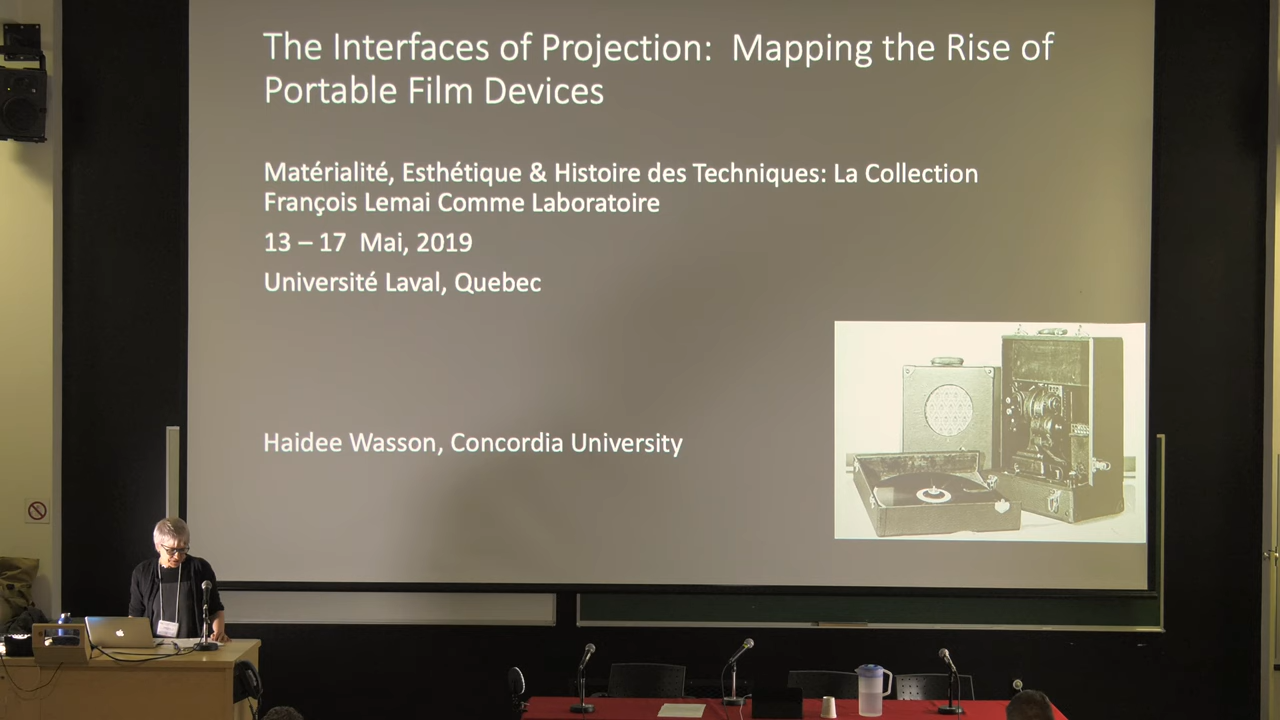 The Interfaces of Projection:  Mapping the Rise of
Portable Film Devices
Matérialité, Esthétique & Histoire des Techniques: La Collection
François Lemai Comme Laboratoire
13 – 17  Mai, 2019
Université Laval, Quebec
Haidee Wasson, Concordia University